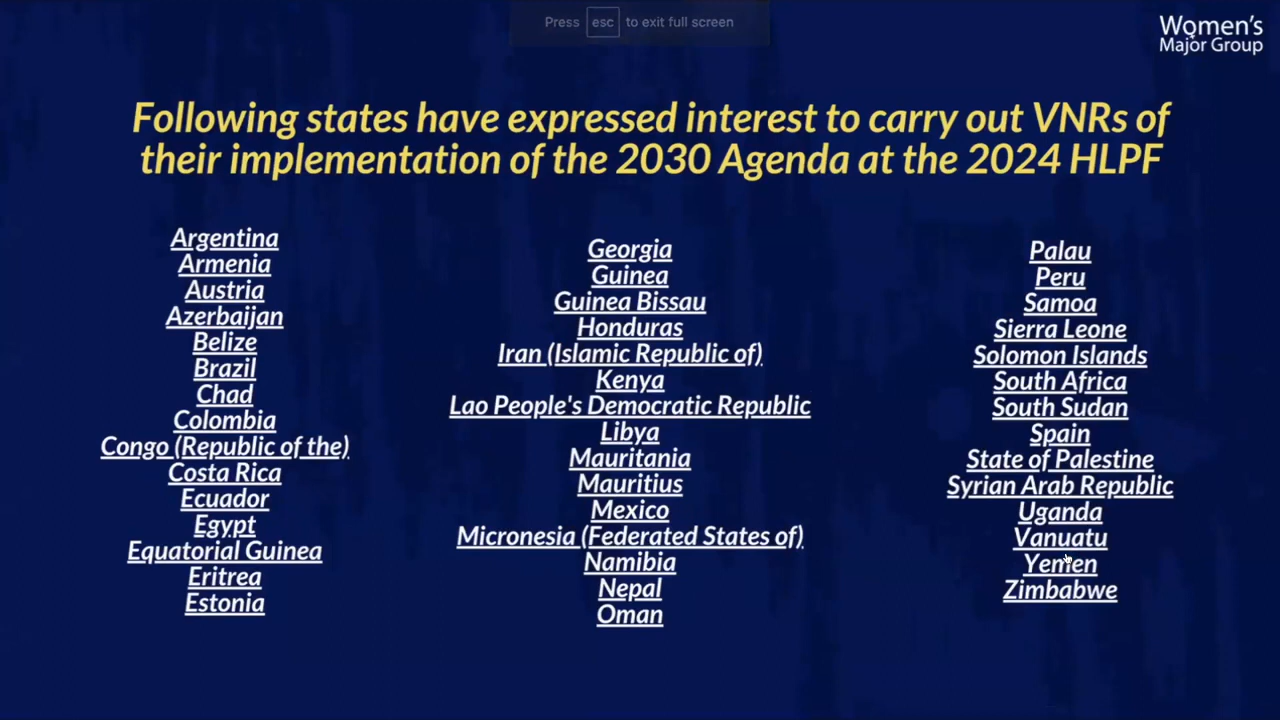 Press esc to exit full screen
Women's
Major Group
Following states have expressed interest to carry out VNRs of
their implementation of the 2030 Agenda at the 2024 HLPF
Argentina
Armenia
Austria
Azerbaijan
Belize
Brazil
Chad
Colombia
Congo (Republic of the)
Costa Rica
Ecuador
Egypt
Equatorial Guinea
Eritrea
Estonia
Georgia
Guinea
Guinea Bissau
Honduras
Iran (Islamic Republic of)
Kenya
Lao People's Democratic Republic
Libya
Mauritania
Mauritius
Mexico
Micronesia (Federated States of)
Namibia
Nepal
Oman
Palau
Peru
Samoa
Sierra Leone
Solomon Islands
South Africa
South Sudan
Spain
State of Palestine
Syrian Arab Republic
Uganda
Vanuatu
Yemen
Zimbabwe